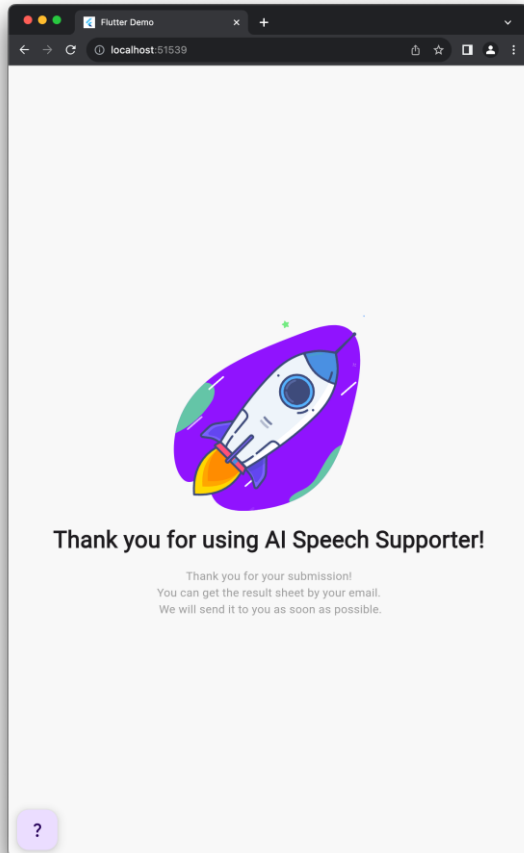 Flutter Demo
localhost:51539
Thank you for using AI Speech Supporter!
Thank you for your submission!
You can get the result sheet by your email.
We will send it to you as soon as possible.
?